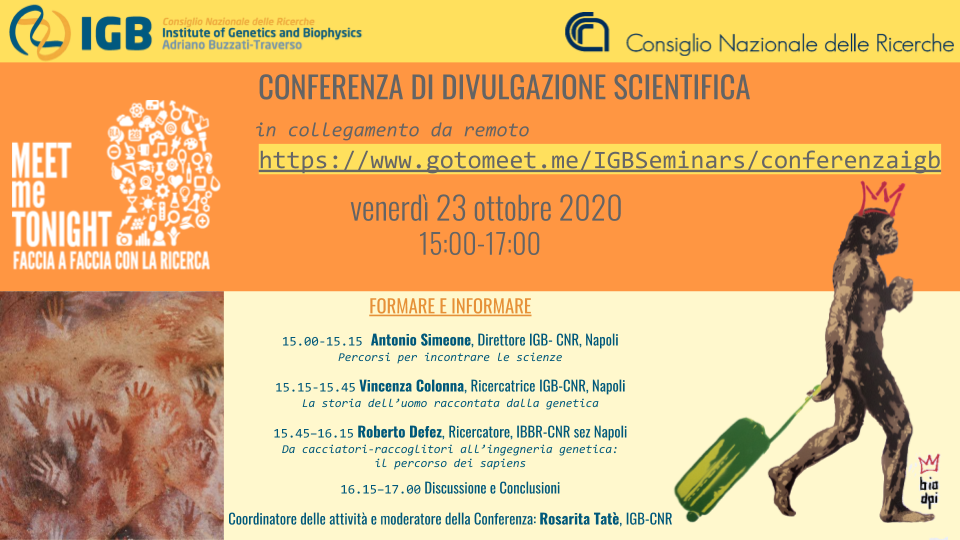 IGB
Consiglio Nazionale delle Ricerche
Institute of Genetics and Biophysics
Adriano Buzzati-Traverso
Consiglio Nazionale delle Ricerche
CONFERENZA DI DIVULGAZIONE SCIENTIFICA
in collegamento da remoto
https://www.gotomeet.me/IGBSeminars/conferenzaigb
MEET
me
TONIGHT
FACCIA A FACCIA CON LA RICERCA
venerdì 23 ottobre 2020
15:00-17:00
FORMARE E INFORMARE
15.00-15.15 Antonio Simeone, Direttore IGB- CNR, Napoli
Percorsi per incontrare le scienze
15.15-15.45 Vincenza Colonna, Ricercatrice IGB-CNR, Napoli
La storia dell’uomo raccontata dalla genetica
15.45–16.15 Roberto Defez, Ricercatore, IBBR-CNR sez Napoli
Da cacciatori-raccoglitori all’ingegneria genetica:
il percorso dei sapiens
16.15–17.00 Discussione e Conclusioni
Coordinatore delle attività e moderatore della Conferenza: Rosarita Tatè, IGB-CNR
bio
dpi